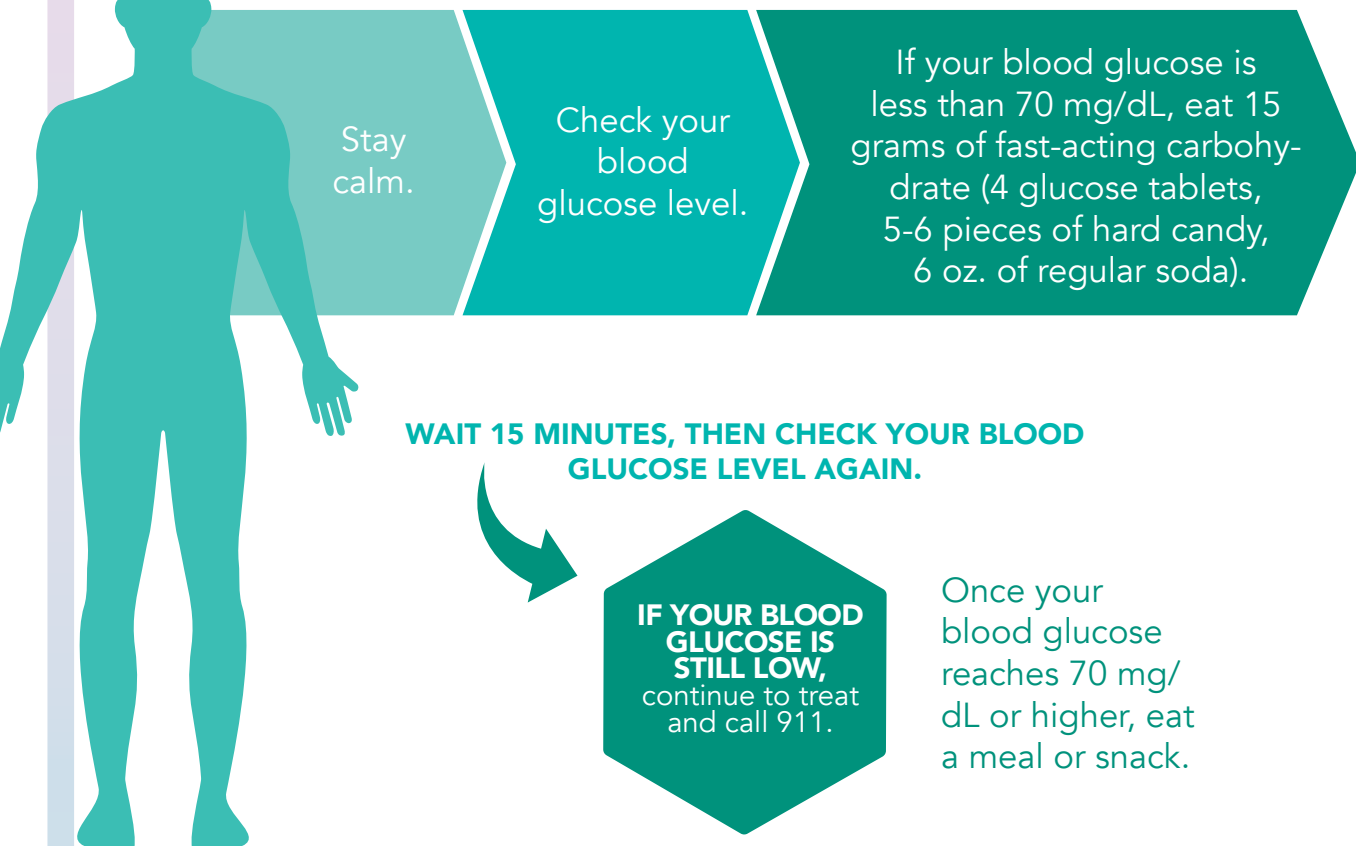 Stay
calm.
Check your
blood
glucose level.
If your blood glucose is
less than 70 mg/dL, eat 15
grams of fast-acting carbohy-
drate (4 glucose tablets,
5-6 pieces of hard candy,
6 oz. of regular soda).
WAIT 15 MINUTES, THEN CHECK YOUR BLOOD
GLUCOSE LEVEL AGAIN.
IF YOUR BLOOD
GLUCOSE IS
STILL LOW,
continue to treat
and call 911.
Once your
blood glucose
reaches 70 mg/
dL or higher, eat
a meal or snack.